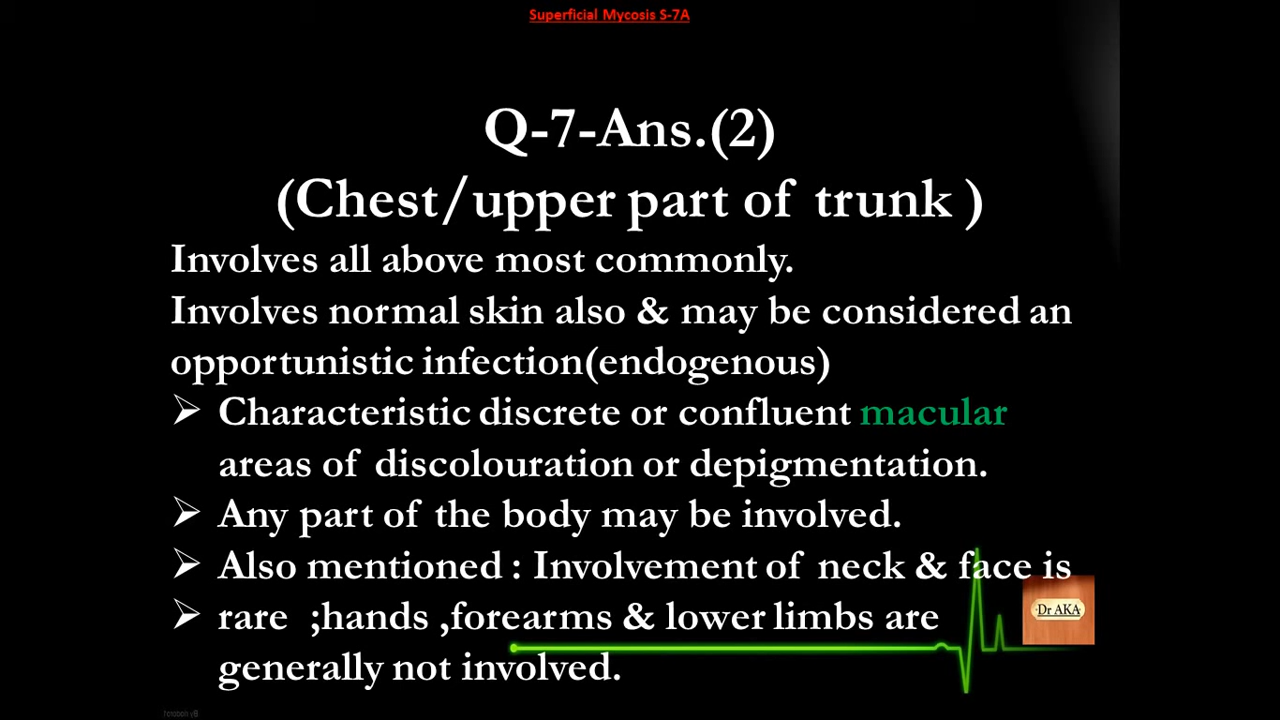 Superficial Mycosis S-7A
Q-7-Ans.(2)
(Chest/upper part of trunk )
Involves all above most commonly.
Involves normal skin also & may be considered an
opportunistic infection(endogenous)
➢ Characteristic discrete or confluent macular
areas of discolouration or depigmentation.
➢ Any part of the body may be involved.
➢ Also mentioned : Involvement of neck & face is
➢ rare ;hands ,forearms & lower limbs are
generally not involved.
Dr AKA